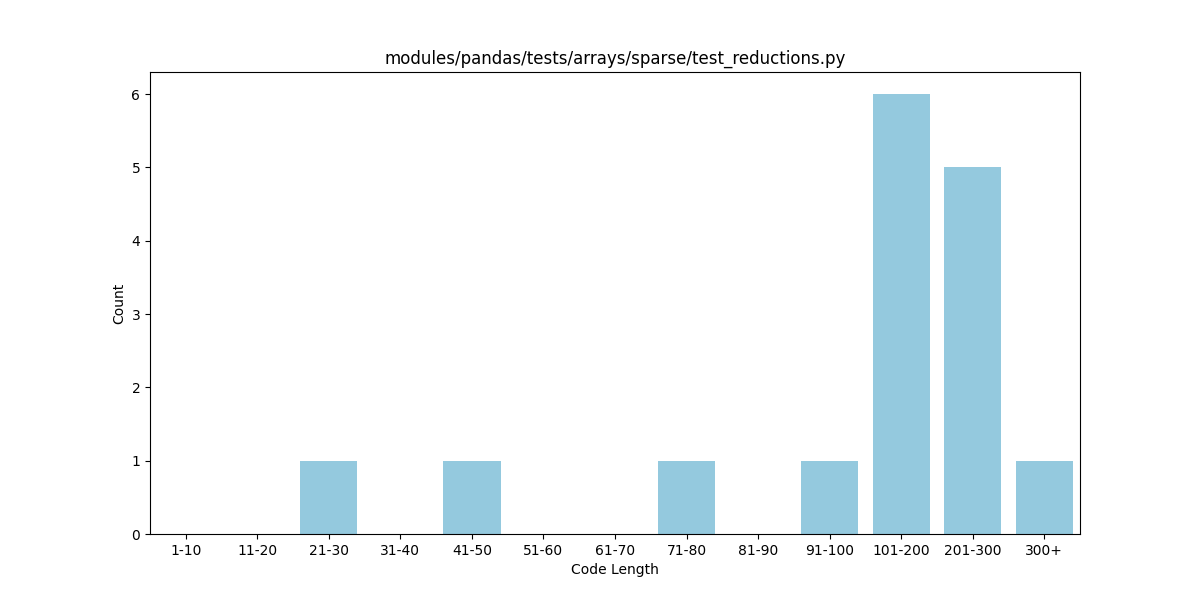 modules/pandas/tests/arrays/sparse/test_reductions.py
6
5
4
3
2
1
0
Count
1-10 11-20 21-30 31-40 41-50 51-60 61-70 71-80 81-90 91-100 101-200 201-300 300+
Code Length